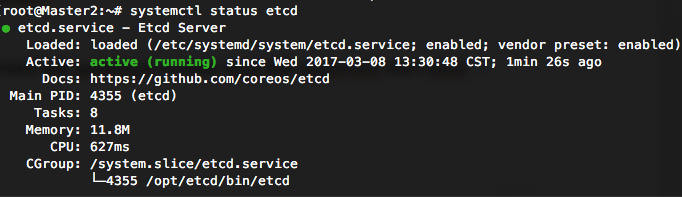 [root@Master2:~# systemctl status etcd
● etcd.service - Etcd Server
Loaded: loaded (/etc/systemd/system/etcd.service; enabled; vendor preset: enabled)
Active: active (running) since Wed 2017-03-08 13:30:48 CST; 1min 26s ago
Docs: https://github.com/coreos/etcd
Main PID: 4355 (etcd)
Tasks: 8
Memory: 11.8M
CPU: 627ms
CGroup: /system.slice/etcd.service
└─4355 /opt/etcd/bin/etcd